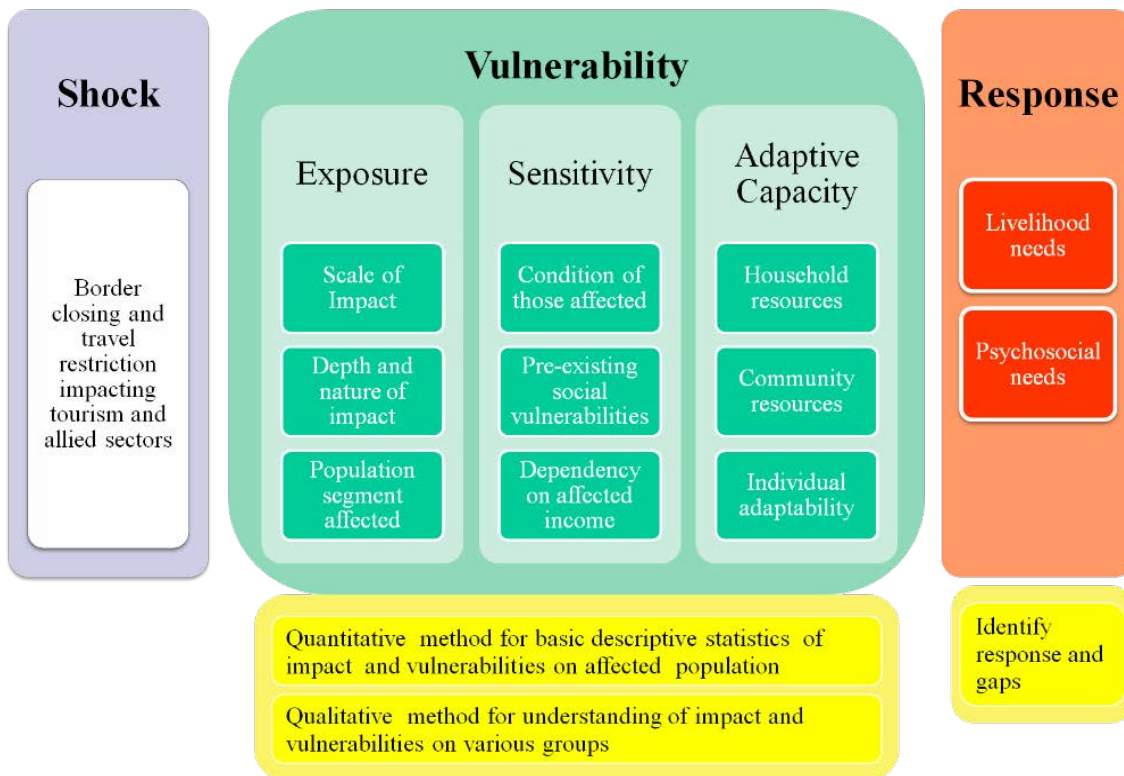 Shock
Border
closing and
travel
restriction
impacting
tourism and
allied sectors
Vulnerability
Exposure
Scale of
Impact
Depth and
nature of
impact
Population
segment
affected
Sensitivity
Condition of
those affected
Pre-existing
social
vulnerabilities
Dependency
on affected
income
Adaptive
Capacity
Household
resources
Community
resources
Individual
adaptability
Response
Livelihood
needs
Psychosocial
needs
Quantitative method for basic descriptive statistics of
impact and vulnerabilities on affected population
Qualitative method for understanding of impact and
vulnerabilities on various groups
Identify
response and
gaps